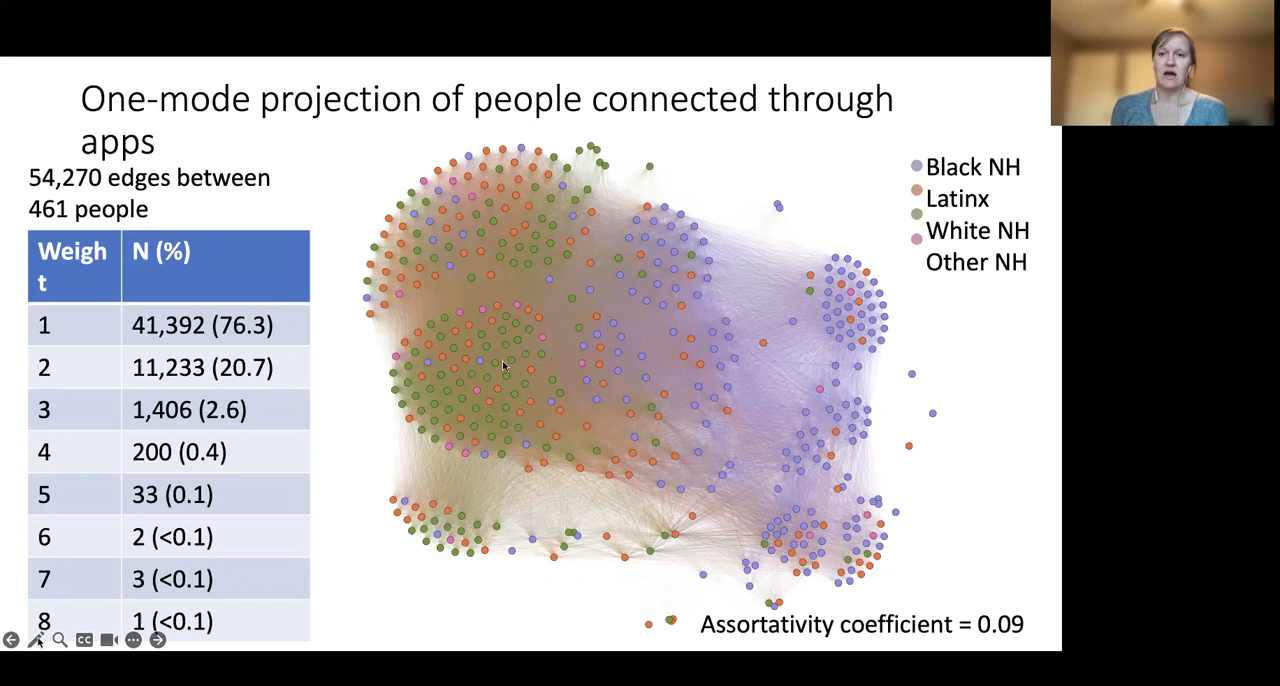 One-mode projection of people connected through
apps
54,270 edges between
461 people
Weigh
t
N (%)
1
41,392 (76.3)
2
11,233 (20.7)
3
1,406 (2.6)
4
200 (0.4)
5
33 (0.1)
6
2 (<0.1)
7
3 (<0.1)
8
1 (<0.1)
Black NH
Latinx
White NH
Other NH
Assortativity coefficient = 0.09
CC